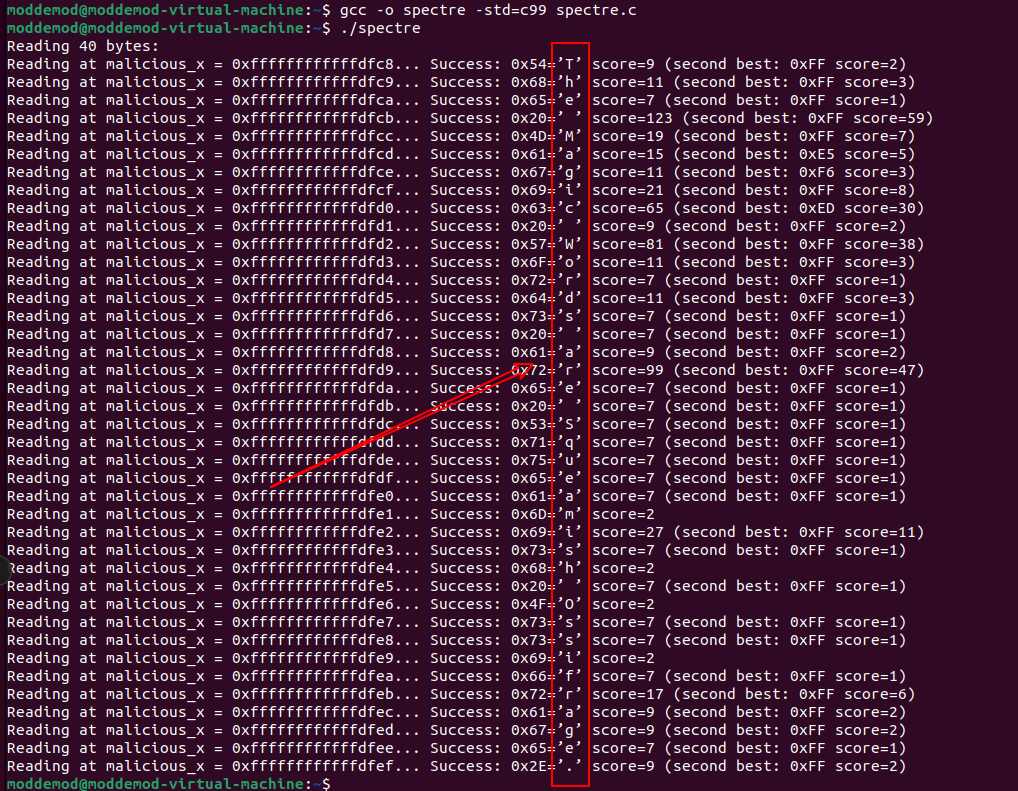 moddemod@moddemod-virtual-machine:~$ gcc -o spectre -std=c99 spectre.c
moddemod@moddemod-virtual-machine:~$ ./spectre
Reading 40 bytes:
Reading at malicious_x = 0xffffffffffffdfc8... Success: 0x54='T' score=9 (second best: 0xFF score=2)
Reading at malicious_x = 0xffffffffffffdfc9... Success: 0x68='h' score=11 (second best: 0xFF score=3)
Reading at malicious_x = 0xffffffffffffdfca... Success: 0x65='e' score=7 (second best: 0xFF score=1)
Reading at malicious_x = 0xffffffffffffdfcb... Success: 0x20=' ' score=123 (second best: 0xFF score=59)
Reading at malicious_x = 0xffffffffffffdfcc... Success: 0x4D='M' score=19 (second best: 0xFF score=7)
Reading at malicious_x = 0xffffffffffffdfcd... Success: 0x61='a' score=15 (second best: 0xE5 score=5)
Reading at malicious_x = 0xffffffffffffdfce... Success: 0x67='g' score=11 (second best: 0xF6 score=3)
Reading at malicious_x = 0xffffffffffffdfcf... Success: 0x69='i' score=21 (second best: 0xFF score=8)
Reading at malicious_x = 0xffffffffffffdfd0... Success: 0x63='c' score=65 (second best: 0xED score=30)
Reading at malicious_x = 0xffffffffffffdfd1... Success: 0x20=' ' score=9 (second best: 0xFF score=2)
Reading at malicious_x = 0xffffffffffffdfd2... Success: 0x57='W' score=81 (second best: 0xFF score=38)
Reading at malicious_x = 0xffffffffffffdfd3... Success: 0x6F='o' score=11 (second best: 0xFF score=3)
Reading at malicious_x = 0xffffffffffffdfd4... Success: 0x72='r' score=7 (second best: 0xFF score=1)
Reading at malicious_x = 0xffffffffffffdfd5... Success: 0x64='d' score=11 (second best: 0xFF score=3)
Reading at malicious_x = 0xffffffffffffdfd6... Success: 0x73='s' score=7 (second best: 0xFF score=1)
Reading at malicious_x = 0xffffffffffffdfd7... Success: 0x20=' ' score=7 (second best: 0xFF score=1)
Reading at malicious_x = 0xffffffffffffdfd8... Success: 0x61='a' score=9 (second best: 0xFF score=2)
Reading at malicious_x = 0xffffffffffffdfd9... Success: 0x72='r' score=99 (second best: 0xFF score=47)
Reading at malicious_x = 0xffffffffffffdfda... Success: 0x65='e' score=7 (second best: 0xFF score=1)
Reading at malicious_x = 0xffffffffffffdfdb... Success: 0x20=' ' score=7 (second best: 0xFF score=1)
Reading at malicious_x = 0xffffffffffffdfdc... Success: 0x53='S' score=7 (second best: 0xFF score=1)
Reading at malicious_x = 0xffffffffffffdfdd... Success: 0x71='q' score=7 (second best: 0xFF score=1)
Reading at malicious_x = 0xffffffffffffdfde... Success: 0x75='u' score=7 (second best: 0xFF score=1)
Reading at malicious_x = 0xffffffffffffdfdf... Success: 0x65='e' score=7 (second best: 0xFF score=1)
Reading at malicious_x = 0xffffffffffffdfe0... Success: 0x61='a' score=7 (second best: 0xFF score=1)
Reading at malicious_x = 0xffffffffffffdfe1... Success: 0x6D='m' score=2
Reading at malicious_x = 0xffffffffffffdfe2... Success: 0x69='i' score=27 (second best: 0xFF score=11)
Reading at malicious_x = 0xffffffffffffdfe3... Success: 0x73='s' score=7 (second best: 0xFF score=1)
Reading at malicious_x = 0xffffffffffffdfe4... Success: 0x68='h' score=2
Reading at malicious_x = 0xffffffffffffdfe5... Success: 0x20=' ' score=7 (second best: 0xFF score=1)
Reading at malicious_x = 0xffffffffffffdfe6... Success: 0x4F='O' score=2
Reading at malicious_x = 0xffffffffffffdfe7... Success: 0x73='s' score=7 (second best: 0xFF score=1)
Reading at malicious_x = 0xffffffffffffdfe8... Success: 0x73='s' score=7 (second best: 0xFF score=1)
Reading at malicious_x = 0xffffffffffffdfe9... Success: 0x69='i' score=2
Reading at malicious_x = 0xffffffffffffdfea... Success: 0x66='f' score=7 (second best: 0xFF score=1)
Reading at malicious_x = 0xffffffffffffdfeb... Success: 0x72='r' score=17 (second best: 0xFF score=6)
Reading at malicious_x = 0xffffffffffffdfec... Success: 0x61='a' score=9 (second best: 0xFF score=2)
Reading at malicious_x = 0xffffffffffffdfed... Success: 0x67='g' score=9 (second best: 0xFF score=2)
Reading at malicious_x = 0xffffffffffffdfee... Success: 0x65='e' score=7 (second best: 0xFF score=1)
Reading at malicious_x = 0xffffffffffffdfef... Success: 0x2E='.' score=9 (second best: 0xFF score=2)
moddemod@moddemod-virtual-machine:~$